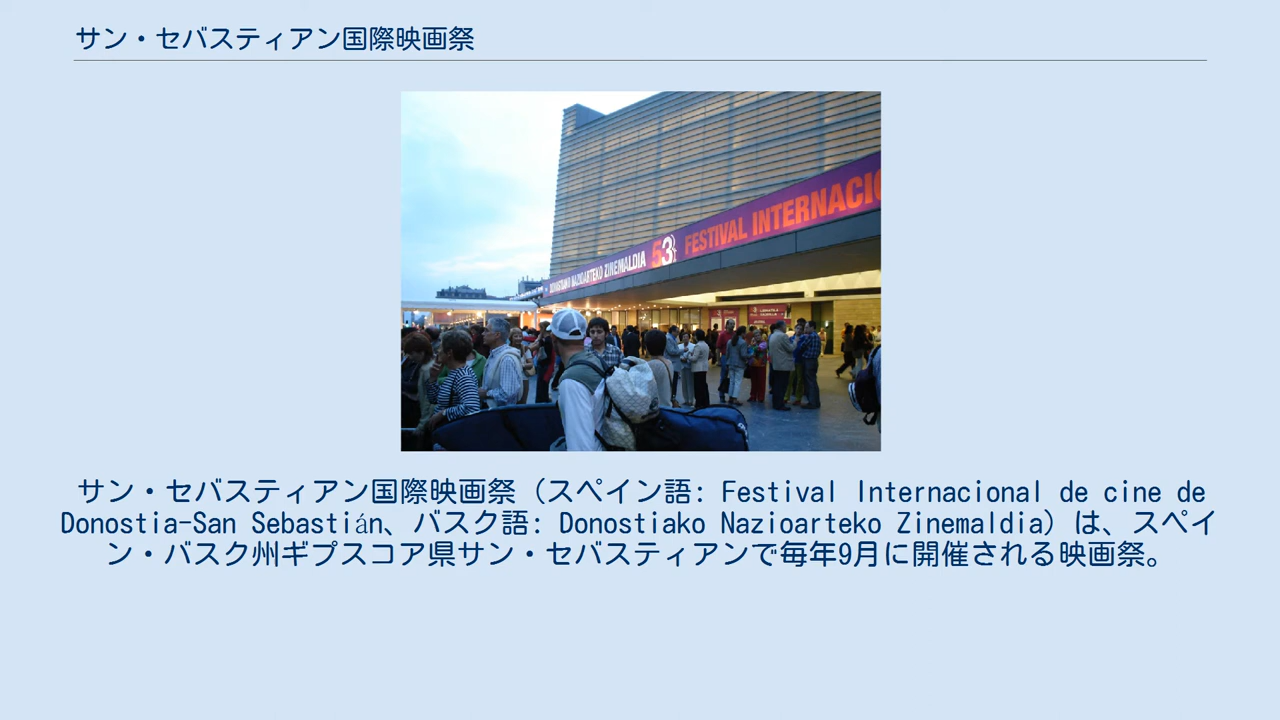 サン・セバスティアン国際映画祭
DONOSTIAKO NAZIOARTEKO ZINEMALDIA 53 FESTIVAL INTERNACIO
サン・セバスティアン国際映画祭（スペイン語: Festival Internacional de cine de
Donostia-San Sebastián、バスク語: Donostiako Nazioarteko Zinemaldia）は、スペイ
ン・バスク州ギプスコア県サン・セバスティアンで毎年9月に開催される映画祭。